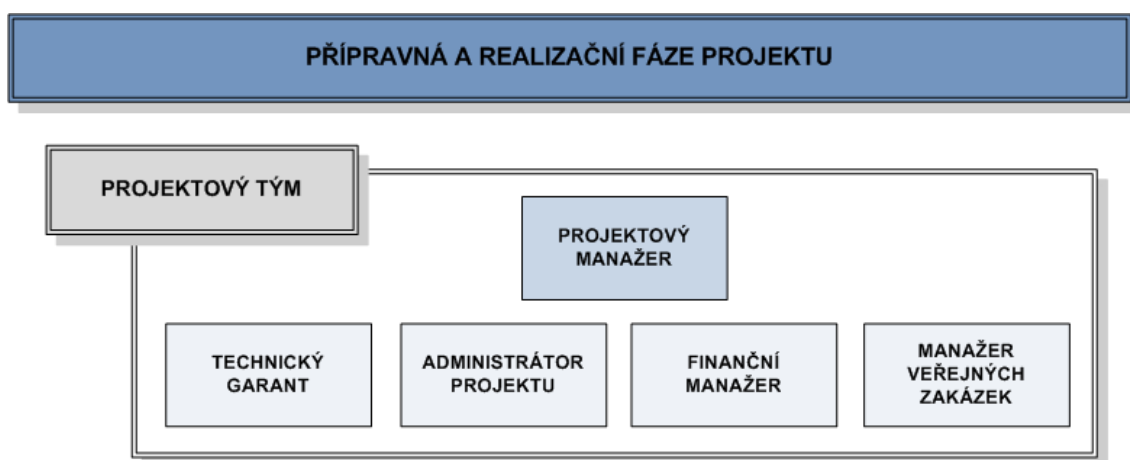 PŘÍPRAVNÁ A REALIZAČNÍ FÁZE PROJEKTU
PROJEKTOVÝ TÝM
PROJEKTOVÝ
MANAŽER
TECHNICKÝ
GARANT
ADMINISTRÁTOR
PROJEKTU
FINANČNÍ
MANAŽER
MANAŽER
VEŘEJNÝCH
ZAKÁZEK